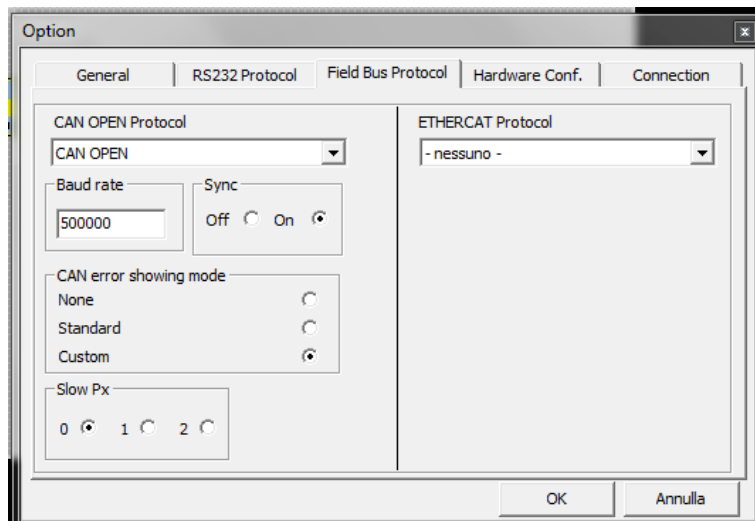 Option
General RS232 Protocol Field Bus Protocol Hardware Conf. Connection
CAN OPEN Protocol
CAN OPEN
Baud rate
500000
Sync
Off On
CAN error showing mode
None
Standard
Custom
Slow Px
0 1 2
ETHERCAT Protocol
- nessuno -
OK Annulla